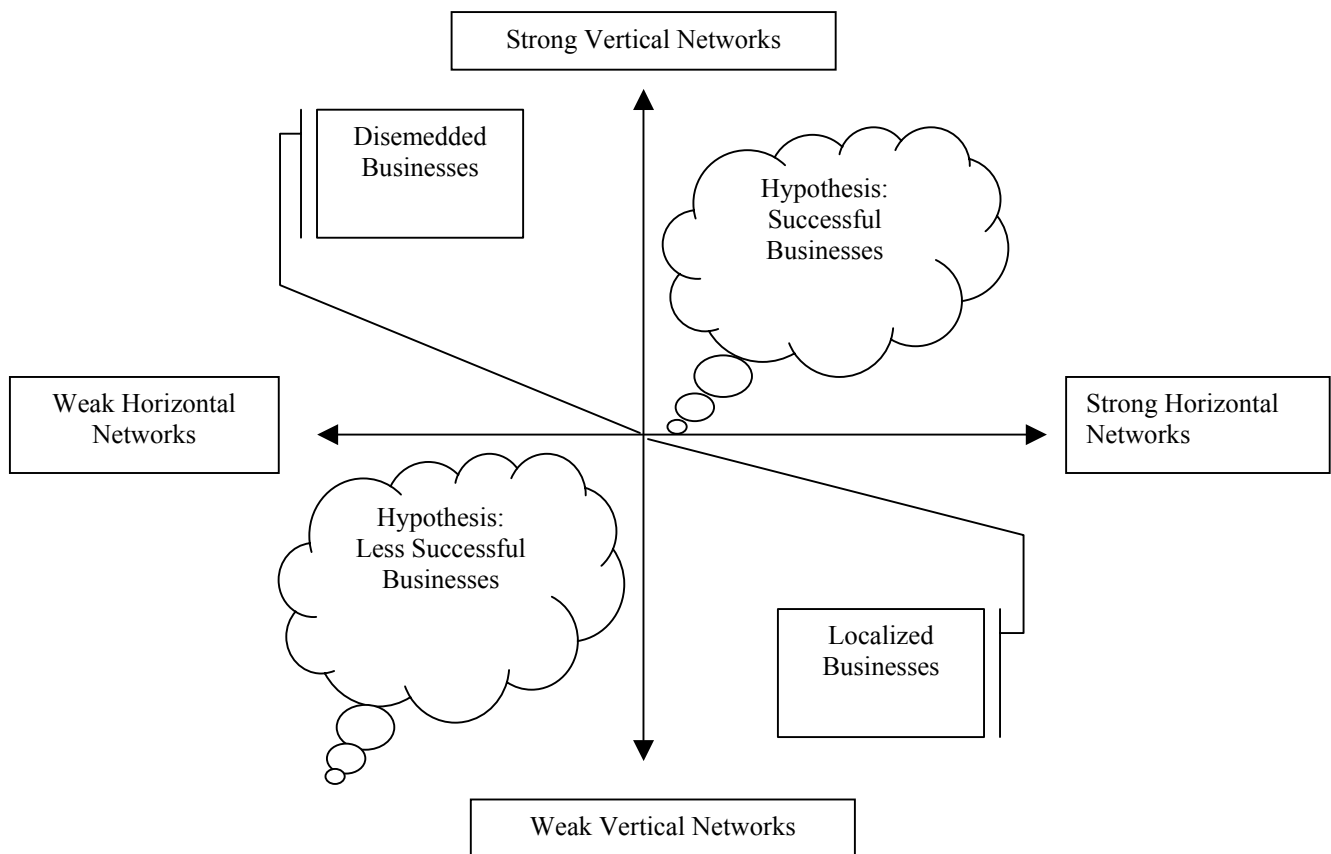 Strong Vertical Networks
Disemedded
Businesses
Hypothesis:
Successful
Businesses
Weak Horizontal
Networks
Strong Horizontal
Networks
Hypothesis:
Less Successful
Businesses
Localized
Businesses
Weak Vertical Networks